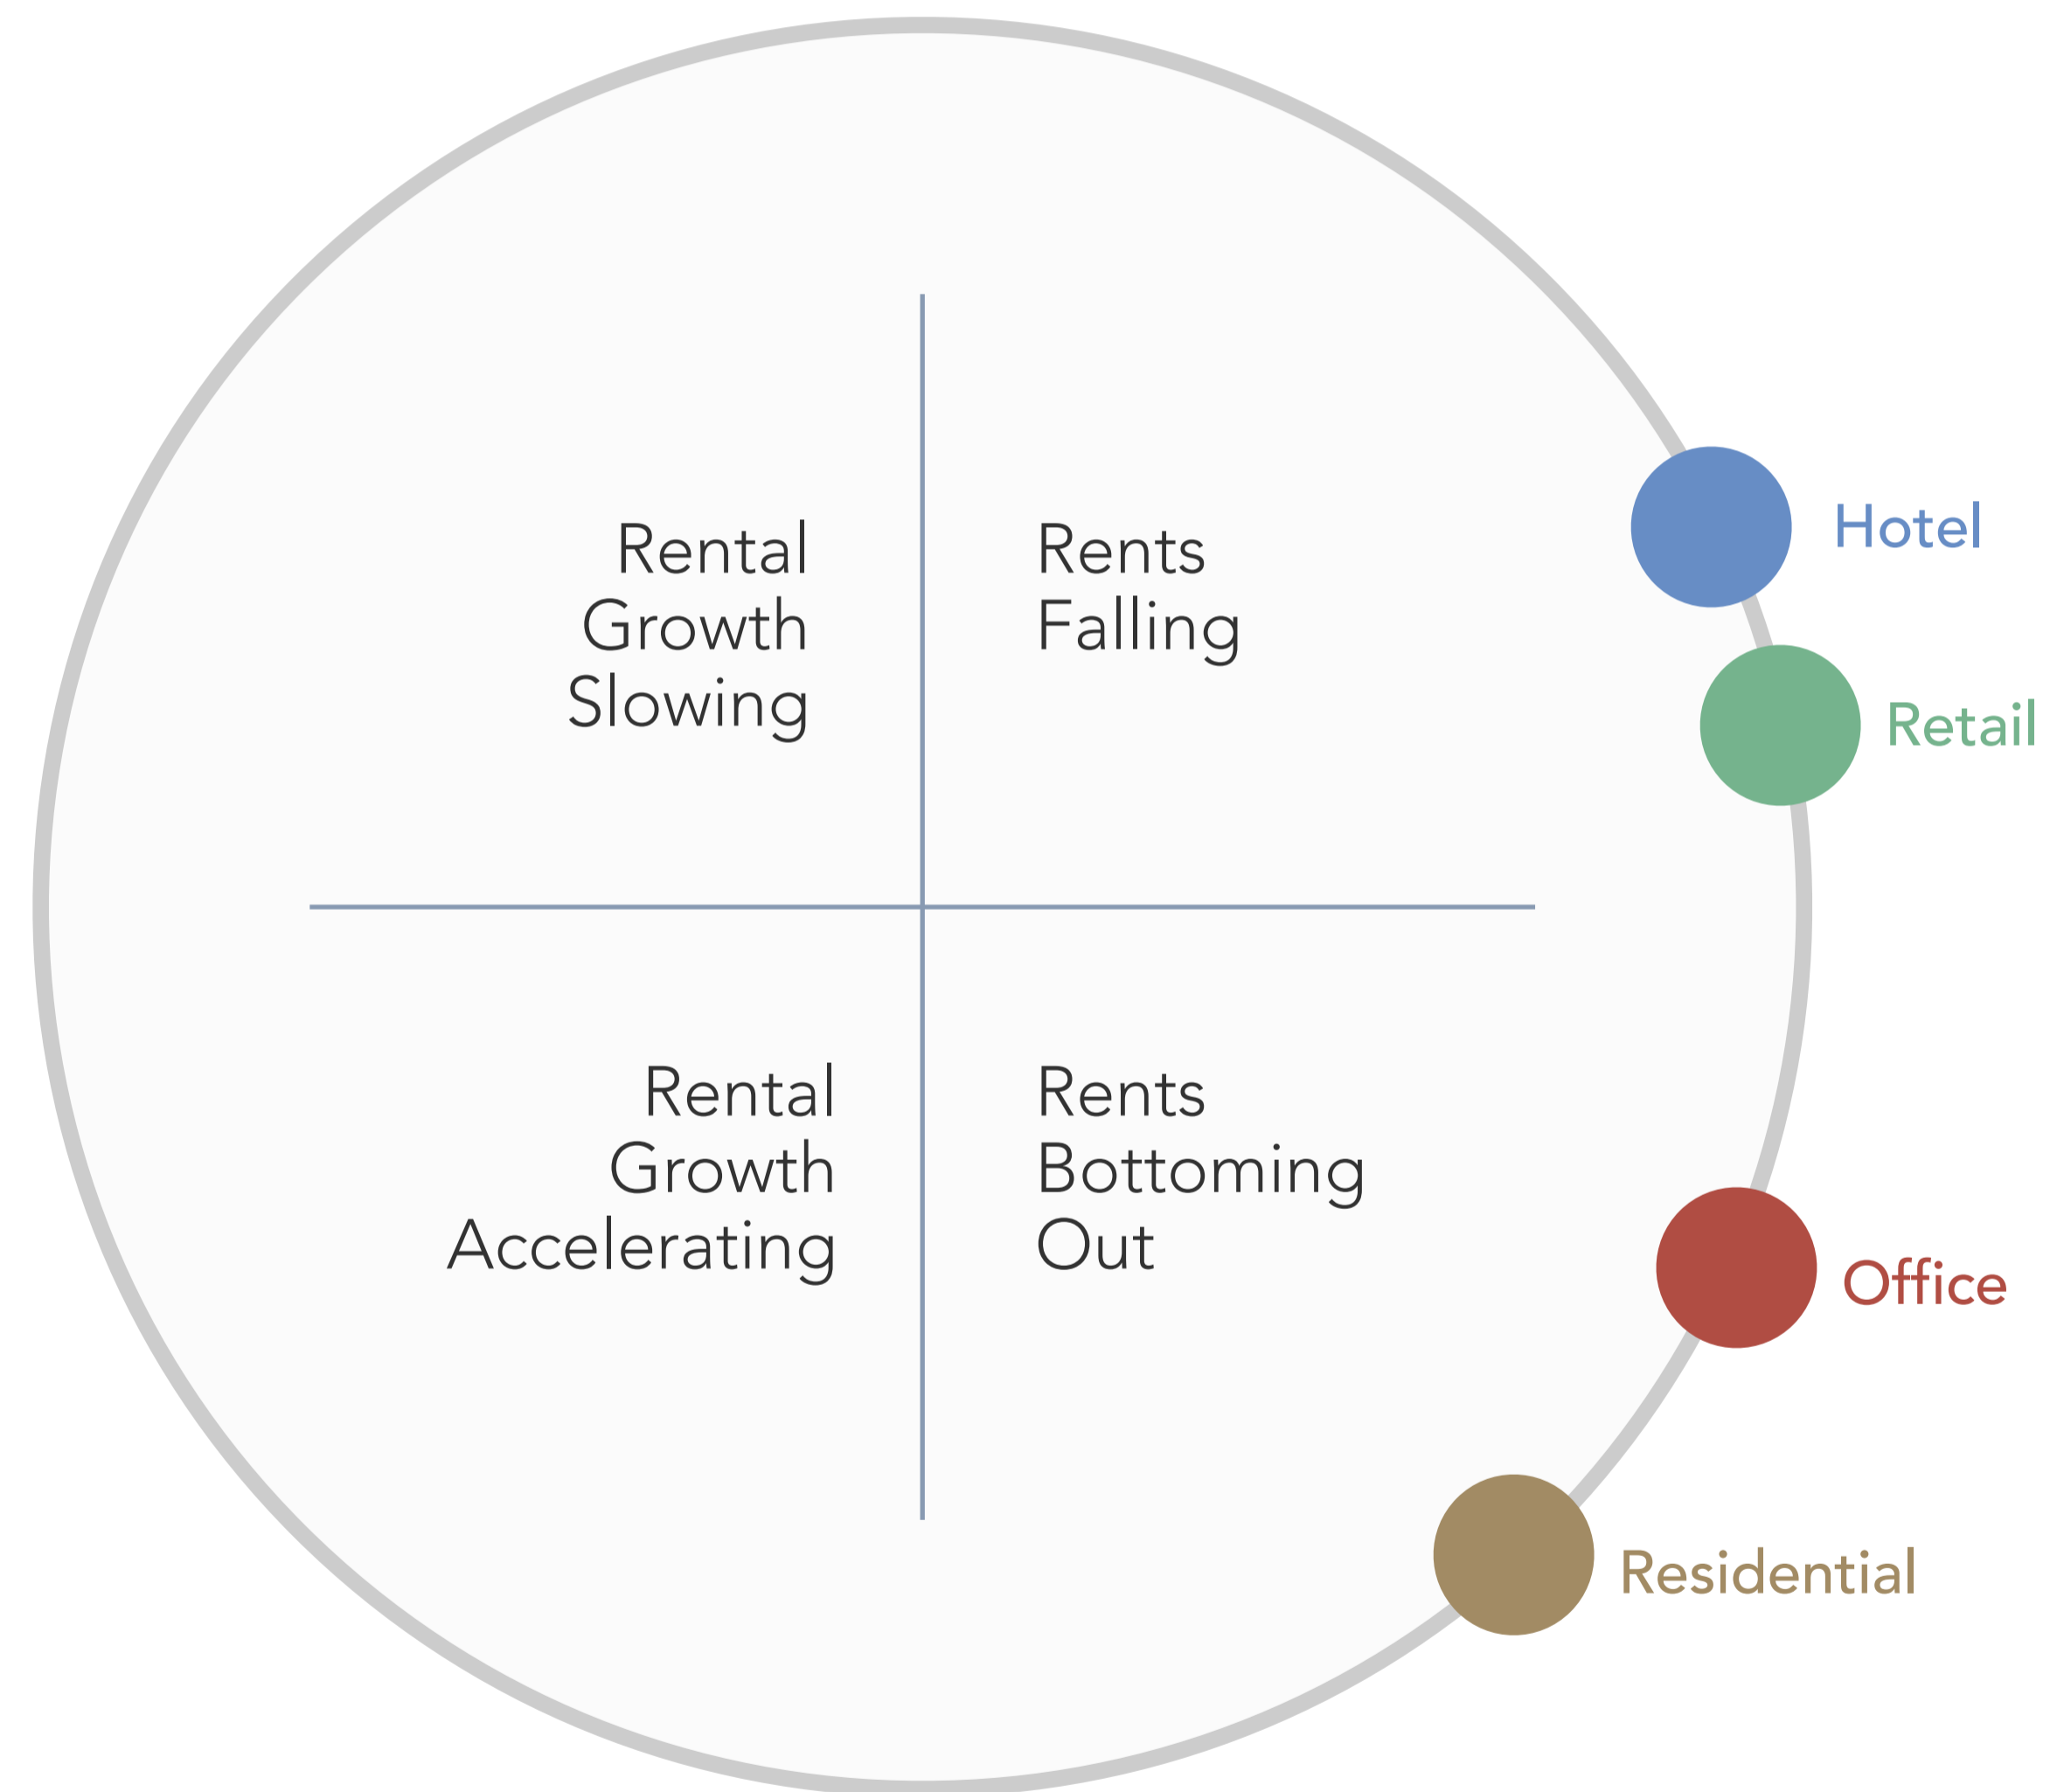 Rental
Growth
Slowing
Rents
Falling
Hotel
Retail
Rental
Growth
Accelerating
Rents
Bottoming
Out
Office
Residential